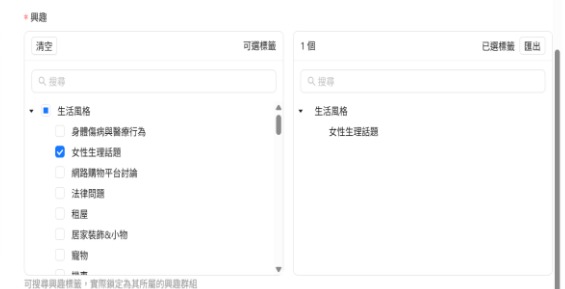 * 興趣
清空 可選標籤
搜尋
生活風格
身體傷病與醫療行為
女性生理話題
網路購物平台討論
法律問題
租屋
居家裝飾&小物
寵物
1 個 已選標籤 匯出
搜尋
生活風格
女性生理話題
可搜尋興趣標籤，實際鎖定為其所屬的興趣群組